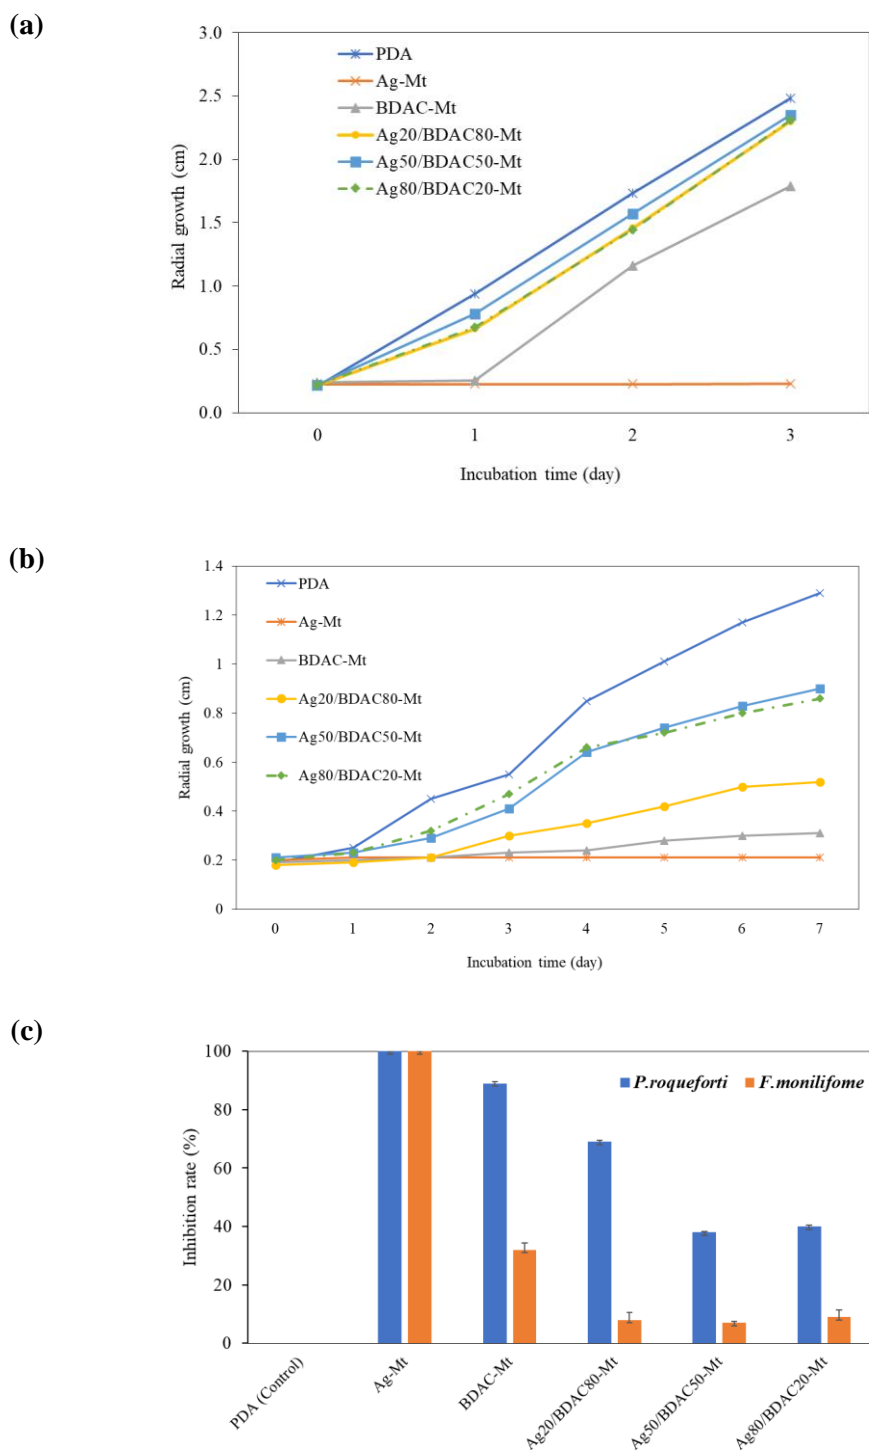 (a)
3.0
2.5
2.0
1.5
1.0
0.5
0.0
Radial growth (cm)
PDA
Ag-Mt
BDAC-Mt
Ag20/BDAC80-Mt
Ag50/BDAC50-Mt
Ag80/BDAC20-Mt
0 1 2 3
Incubation time (day)
(b)
1.4
1.2
1
0.8
0.6
0.4
0.2
0
Radial growth (cm)
PDA
Ag-Mt
BDAC-Mt
Ag20/BDAC80-Mt
Ag50/BDAC50-Mt
Ag80/BDAC20-Mt
0 1 2 3 4 5 6 7
Incubation time (day)
(c)
100
80
60
40
20
0
Inhibition rate (%)
P.roqueforti F.monilifome
PDA (Control)
Ag-Mt
BDAC-Mt
Ag20/BDAC80-Mt
Ag50/BDAC50-Mt
Ag80/BDAC20-Mt